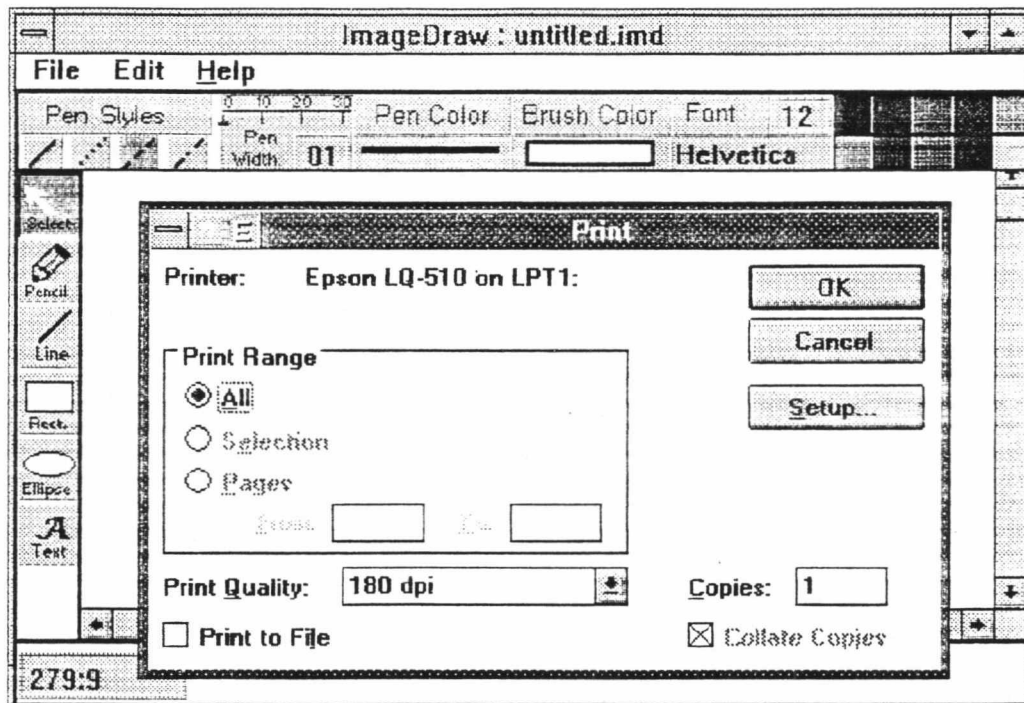 ImageDraw : untitled.imd
File Edit Help
Pen Styles 0 10 20 30 Pen Color Brush Color Font 12
Pen Width 01 Helvetica
Select
Pencil
Line
Rect.
Ellipse
A
Text
Print
Printer: Epson LQ-510 on LPT1:
OK
Cancel
Setup...
Print Range
All
Selection
Pages
From: To:
Print Quality: 180 dpi
Copies: 1
Print to File
Collate Copies
279:9